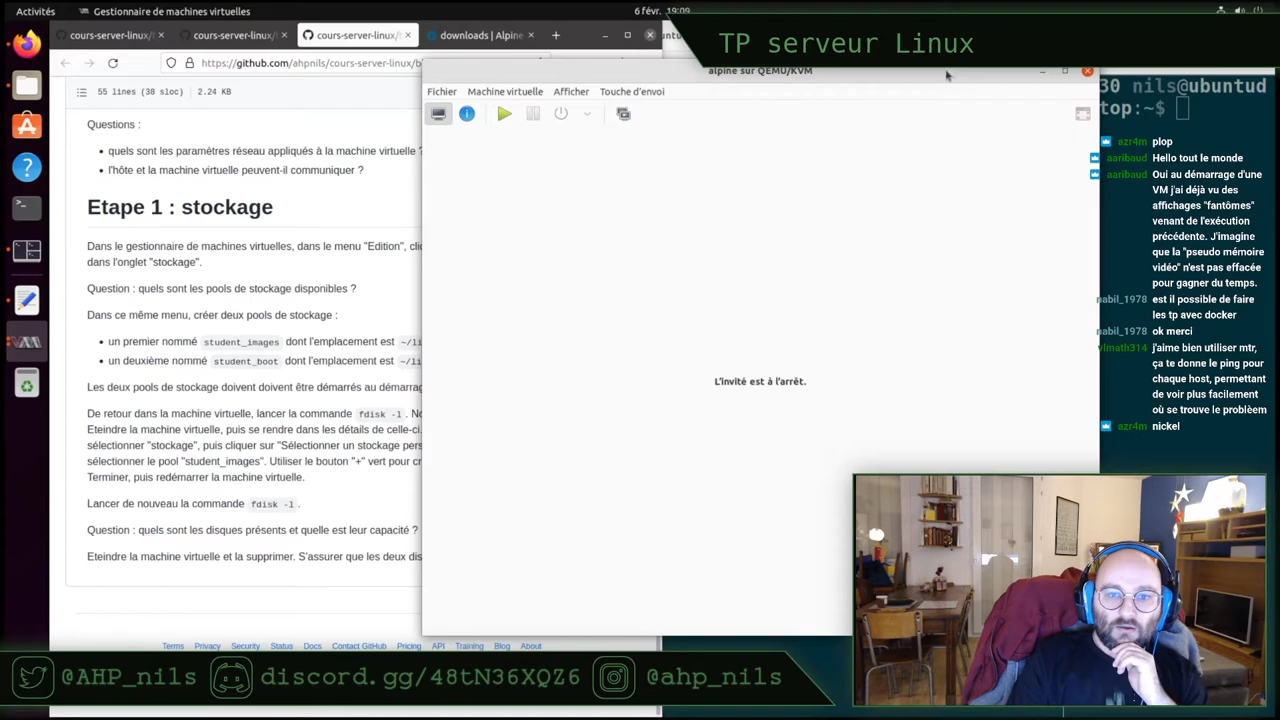 Activités
Gestionnaire de machines virtuelles
6 févr. 19:09
TP serveur Linux
cours-server-linux/
cours-server-linux/
cours-server-linux/
downloads | Alpine
https://github.com/ahpnils/cours-server-linux/b
55 lines (38 sloc)
2.24 KB
Questions :
quels sont les paramètres réseau appliqués à la machine virtuelle ?
l'hôte et la machine virtuelle peuvent-il communiquer ?
Etape 1 : stockage
Dans le gestionnaire de machines virtuelles, dans le menu "Edition", cli
dans l'onglet "stockage".
Question : quels sont les pools de stockage disponibles ?
Dans ce même menu, créer deux pools de stockage :
un premier nommé student_images dont l'emplacement est ~/li
un deuxième nommé student_boot dont l'emplacement est ~/li
Les deux pools de stockage doivent doivent être démarrés au démarrag
De retour dans la machine virtuelle, lancer la commande fdisk -l . No
Eteindre la machine virtuelle, puis se rendre dans les détails de celle-ci.
sélectionner "stockage", puis cliquer sur "Sélectionner un stockage pers
sélectionner le pool "student_images". Utiliser le bouton "+" vert pour cr
Terminer, puis redémarrer la machine virtuelle.
Lancer de nouveau la commande fdisk -l .
Question : quels sont les disques présents et quelle est leur capacité ?
Eteindre la machine virtuelle et la supprimer. S'assurer que les deux dis
Terms Privacy Security Status Docs Contact GitHub Pricing API Training Blog About
alpine sur QEMU/KVM
Fichier Machine virtuelle Afficher Touche d'envoi
L'invité est à l'arrêt.
30 nils@ubuntud
top:~$
azr4m plop
aaribaud Hello tout le monde
aaribaud Oui au démarrage d'une
VM j'ai déjà vu des
affichages "fantômes"
venant de l'exécution
précédente. J'imagine
que la "pseudo mémoire
vidéo" n'est pas effacée
pour gagner du temps.
nabil_1978 est il possible de faire
les tp avec docker
nabil_1978 ok merci
vlmath314 j'aime bien utiliser mtr,
ça te donne le ping pour
chaque host, permettant
de voir plus facilement
où se trouve le problèem
azr4m nickel
@AHP_nils
discord.gg/48tN36XQZ6
@ahp_nils